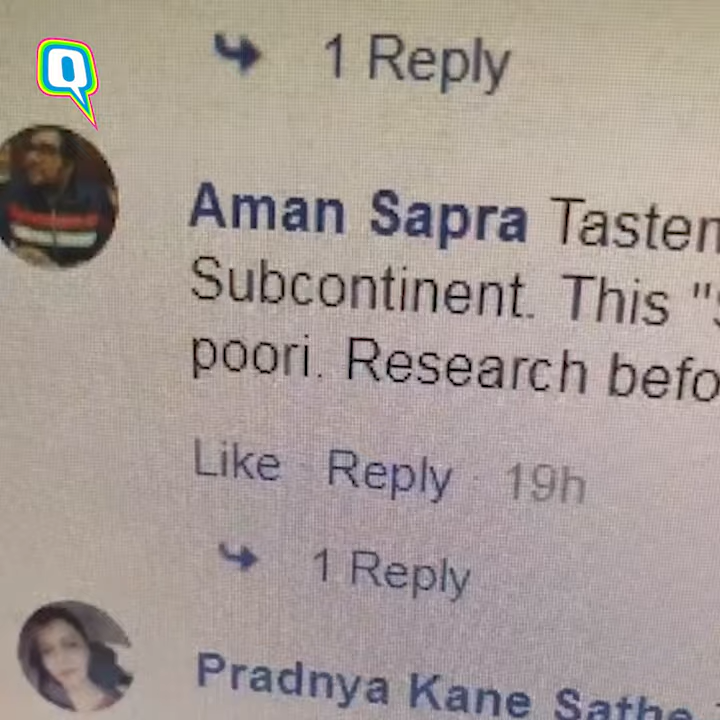 1 Reply
Aman Sapra Tasten
Subcontinent. This "
poori. Research befo
Like Reply · 19h
1 Reply
Pradnya Kane Sathe